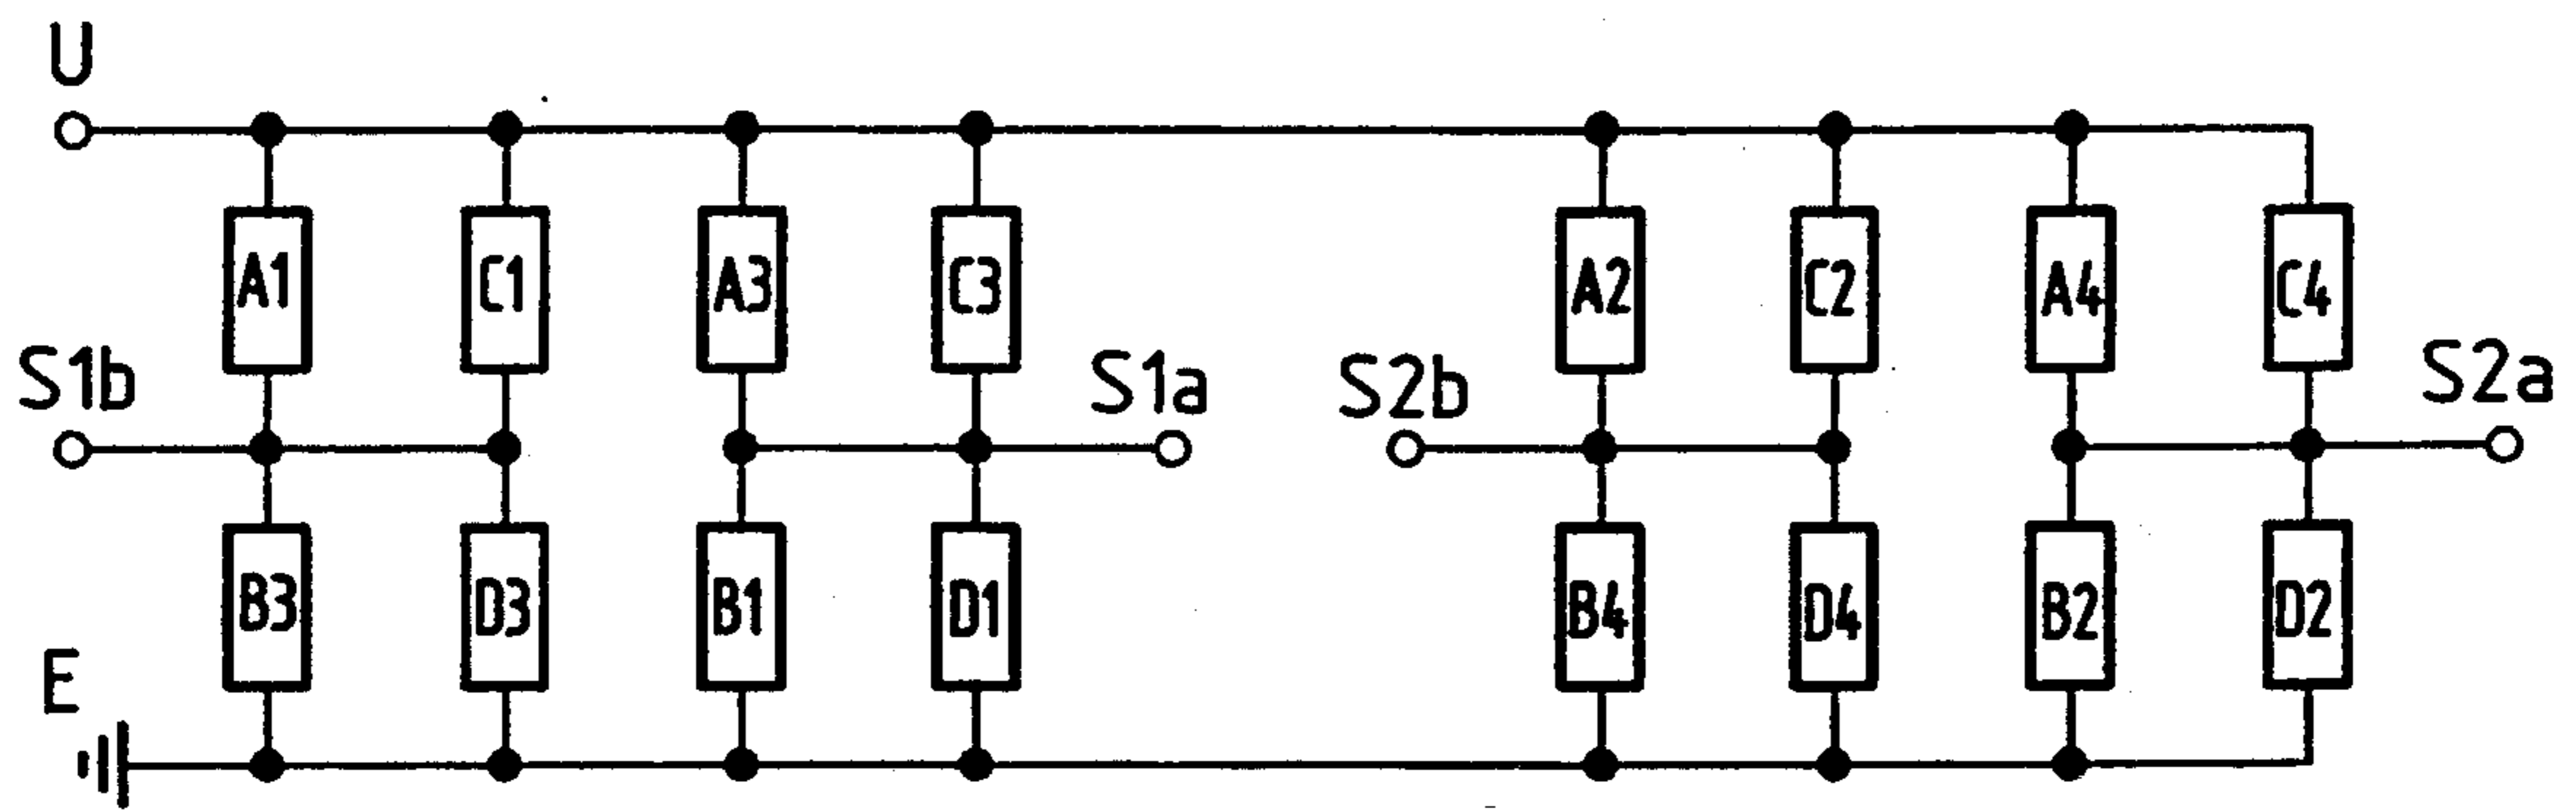 U
A1 C1 A3 C3 A2 C2 A4 C4
S1b S1a S2b S2a
B3 D3 B1 D1 B4 D4 B2 D2
E